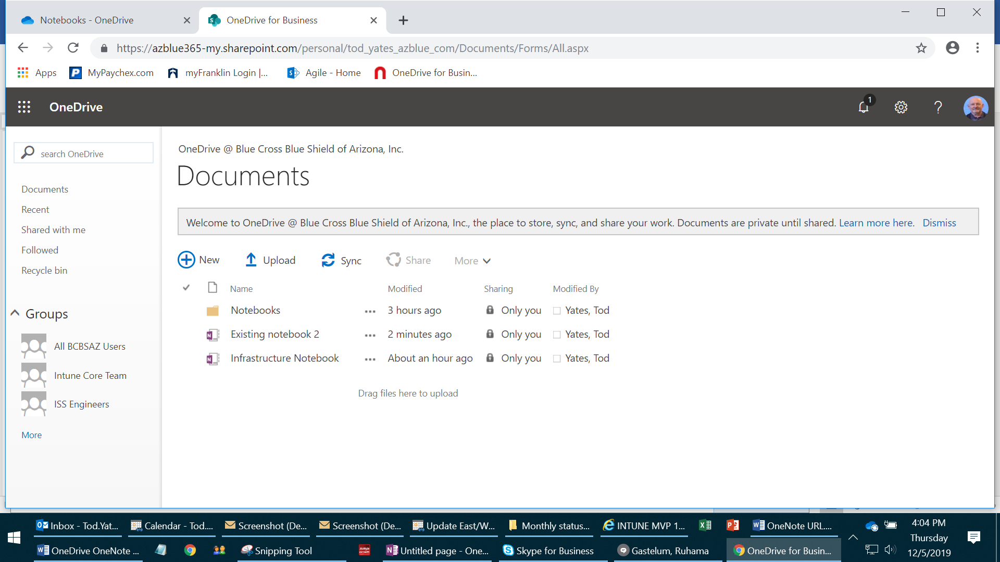 Notebooks - OneDrive
OneDrive for Business
https://azblue365-my.sharepoint.com/personal/tod_yates_azblue_com/Documents/Forms/All.aspx
Apps
MyPaychex.com
myFranklin Login |...
Agile - Home
OneDrive for Busin...
OneDrive
1
search OneDrive
Documents
Recent
Shared with me
Followed
Recycle bin
Groups
All BCBSAZ Users
Intune Core Team
ISS Engineers
More
OneDrive @ Blue Cross Blue Shield of Arizona, Inc.
Documents
Welcome to OneDrive @ Blue Cross Blue Shield of Arizona, Inc., the place to store, sync, and share your work. Documents are private until shared. Learn more here. Dismiss
New Upload Sync Share More
Name Modified Sharing Modified By
Notebooks ... 3 hours ago Only you Yates, Tod
Existing notebook 2 ... 2 minutes ago Only you Yates, Tod
Infrastructure Notebook ... About an hour ago Only you Yates, Tod
Drag files here to upload
Inbox - Tod.Yat...
Calendar - Tod....
Screenshot (De...
Screenshot (De...
Update East/W...
Monthly status...
INTUNE MVP 1...
OneNote URL....
OneDrive OneNote ...
Snipping Tool
Untitled page - One...
Skype for Business
Gastelum, Ruhama
OneDrive for Busin...
4:04 PM
Thursday
12/5/2019